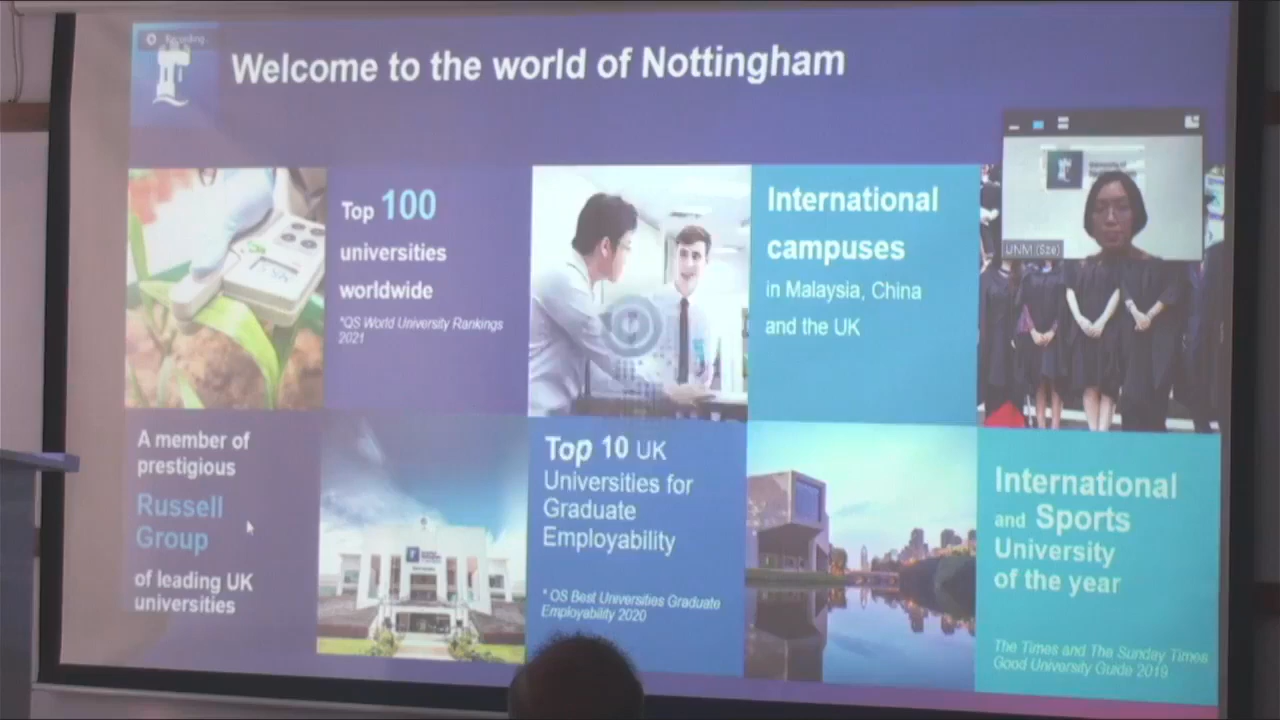 Recording...
Welcome to the world of Nottingham
Top 100
universities
worldwide
*QS World University Rankings
2021
International
campuses
in Malaysia, China
and the UK
UNM (Sze)
A member of
prestigious
Russell
Group
of leading UK
universities
Top 10 UK
Universities for
Graduate
Employability
* QS Best Universities Graduate
Employability 2020
International
and Sports
University
of the year
The Times and The Sunday Times
Good University Guide 2019